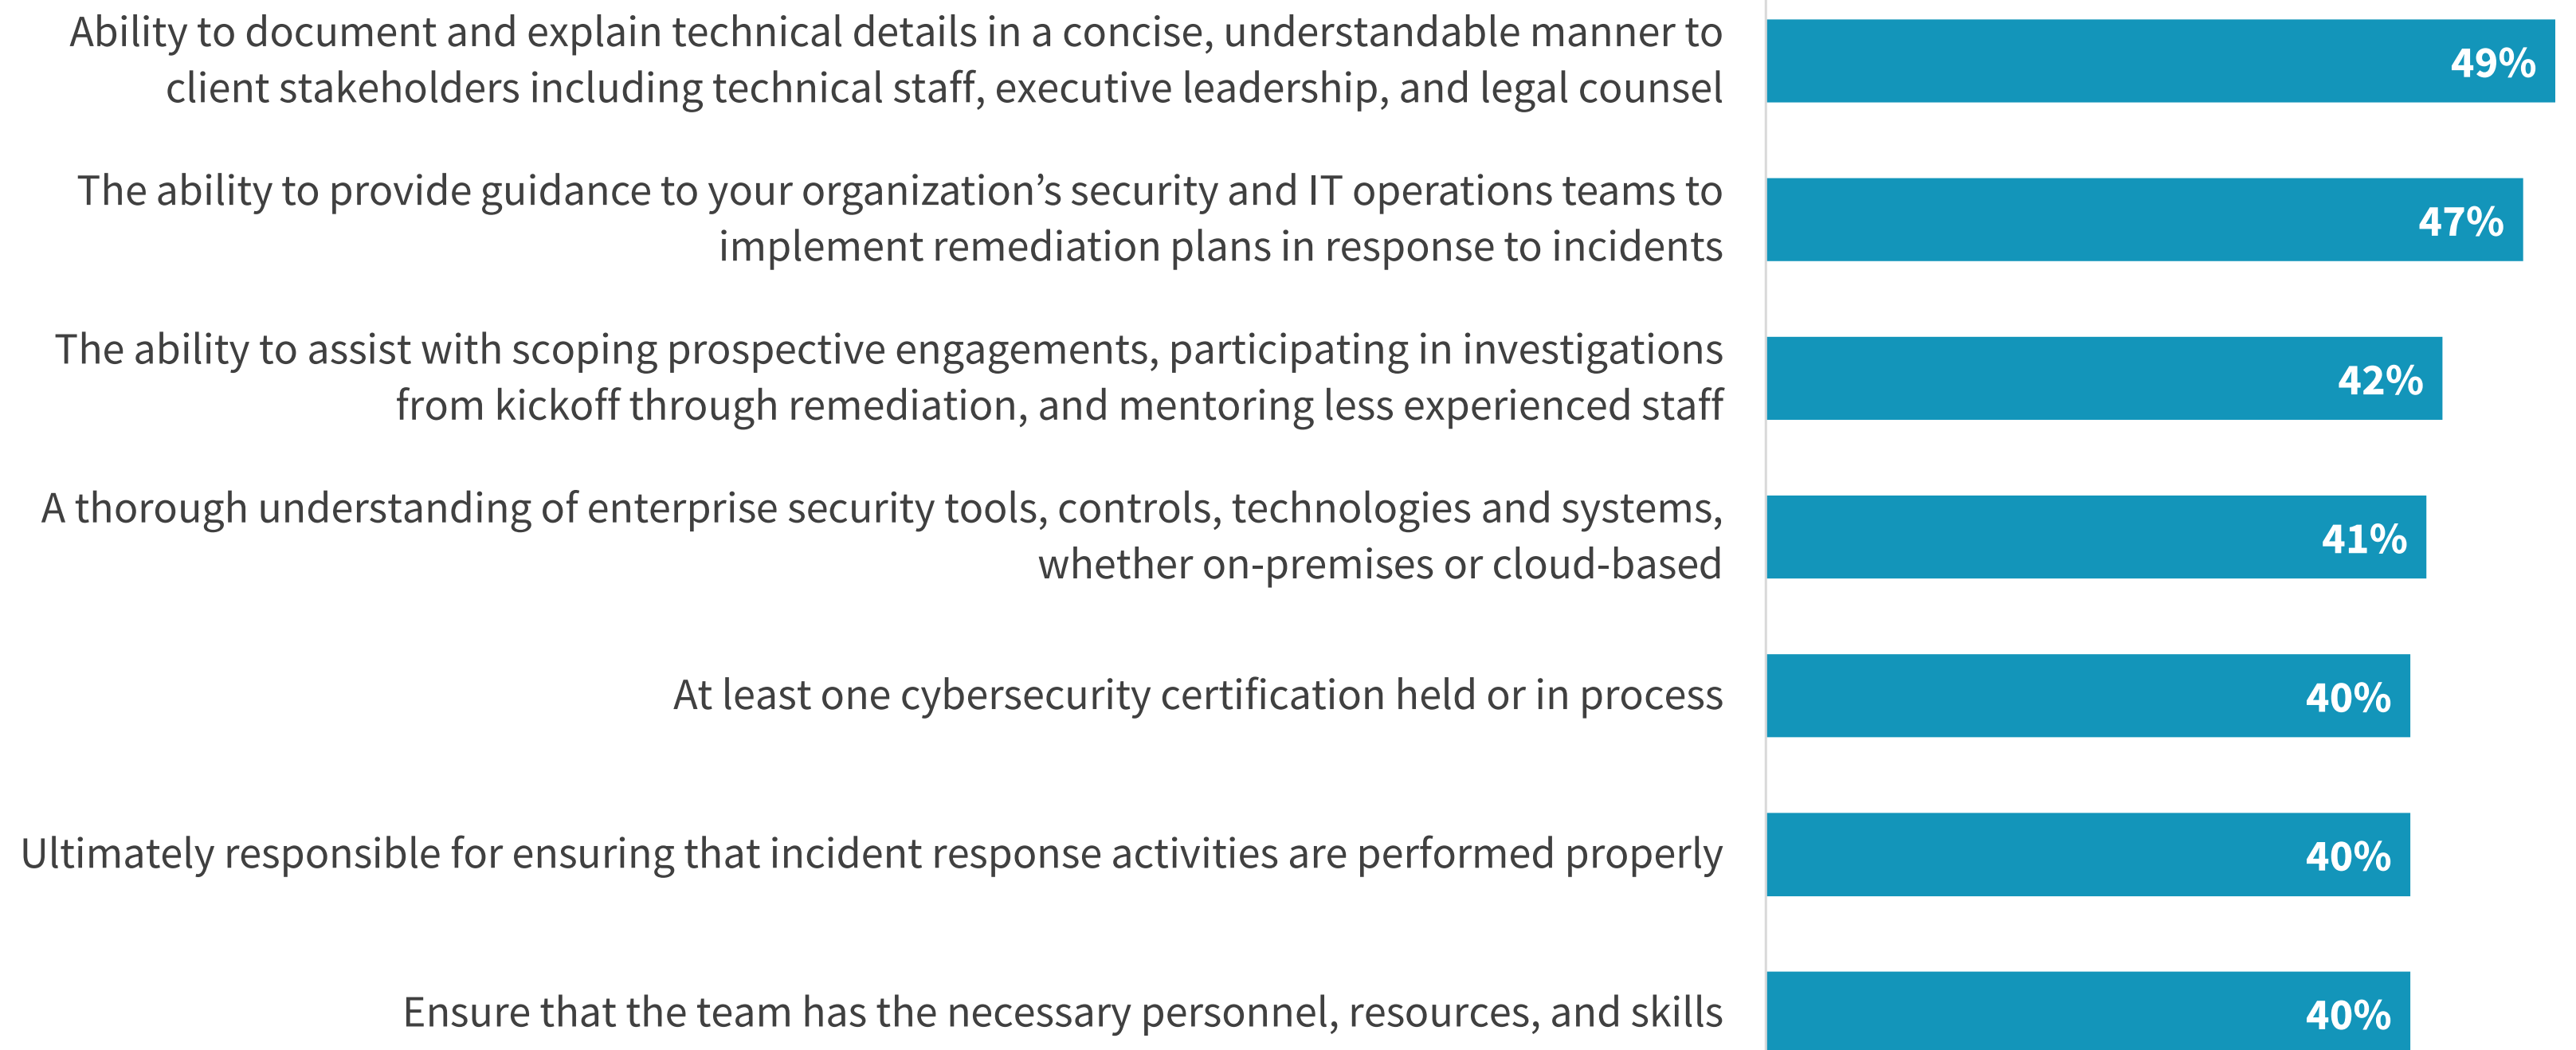 Ability to document and explain technical details in a concise, understandable manner to
client stakeholders including technical staff, executive leadership, and legal counsel
49%
The ability to provide guidance to your organization’s security and IT operations teams to
implement remediation plans in response to incidents
47%
The ability to assist with scoping prospective engagements, participating in investigations
from kickoff through remediation, and mentoring less experienced staff
42%
A thorough understanding of enterprise security tools, controls, technologies and systems,
whether on-premises or cloud-based
41%
At least one cybersecurity certification held or in process
40%
Ultimately responsible for ensuring that incident response activities are performed properly
40%
Ensure that the team has the necessary personnel, resources, and skills
40%